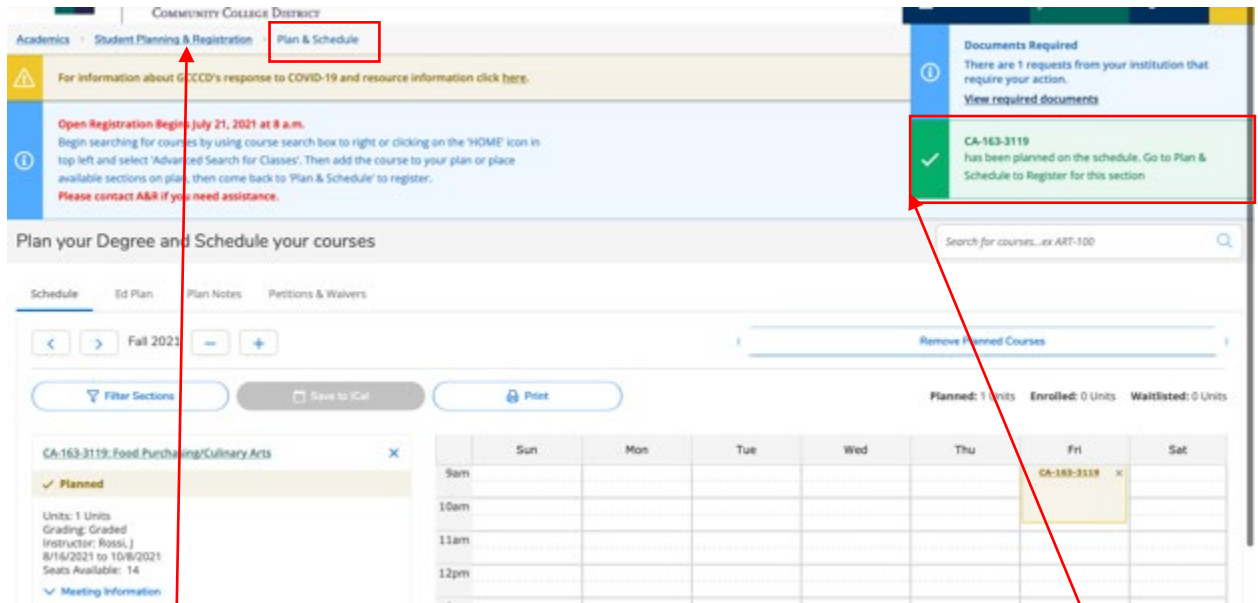 COMMUNITY COLLEGE DISTRICT
Academics Student Planning & Registration Plan & Schedule
For information about GCCCD's response to COVID-19 and resource information click here.
Open Registration Begins July 21, 2021 at 8 a.m.
Begin searching for courses by using course search box to right or clicking on the 'HOME' icon in
top left and select 'Advanced Search for Classes'. Then add the course to your plan or place
available sections on plan, then come back to 'Plan & Schedule' to register.
Please contact A&R if you need assistance.
Documents Required
There are 1 requests from your institution that
require your action.
View required documents
CA-163-3119
has been planned on the schedule. Go to Plan &
Schedule to Register for this section
Plan your Degree and Schedule your courses
Search for courses...ex ART-100
Schedule Ed Plan Plan Notes Petitions & Waivers
Fall 2021 − +
Remove Planned Courses
Filter Sections Save to iCal Print
Planned: 1 Units Enrolled: 0 Units Waitlisted: 0 Units
CA-163-3119: Food Purchasing/Culinary Arts
Planned
Units: 1 Units
Grading: Graded
Instructor: Rossi, J
8/16/2021 to 10/8/2021
Seats Available: 14
Meeting Information
Sun Mon Tue Wed Thu Fri Sat
9am
CA-163-3119
10am
11am
12pm